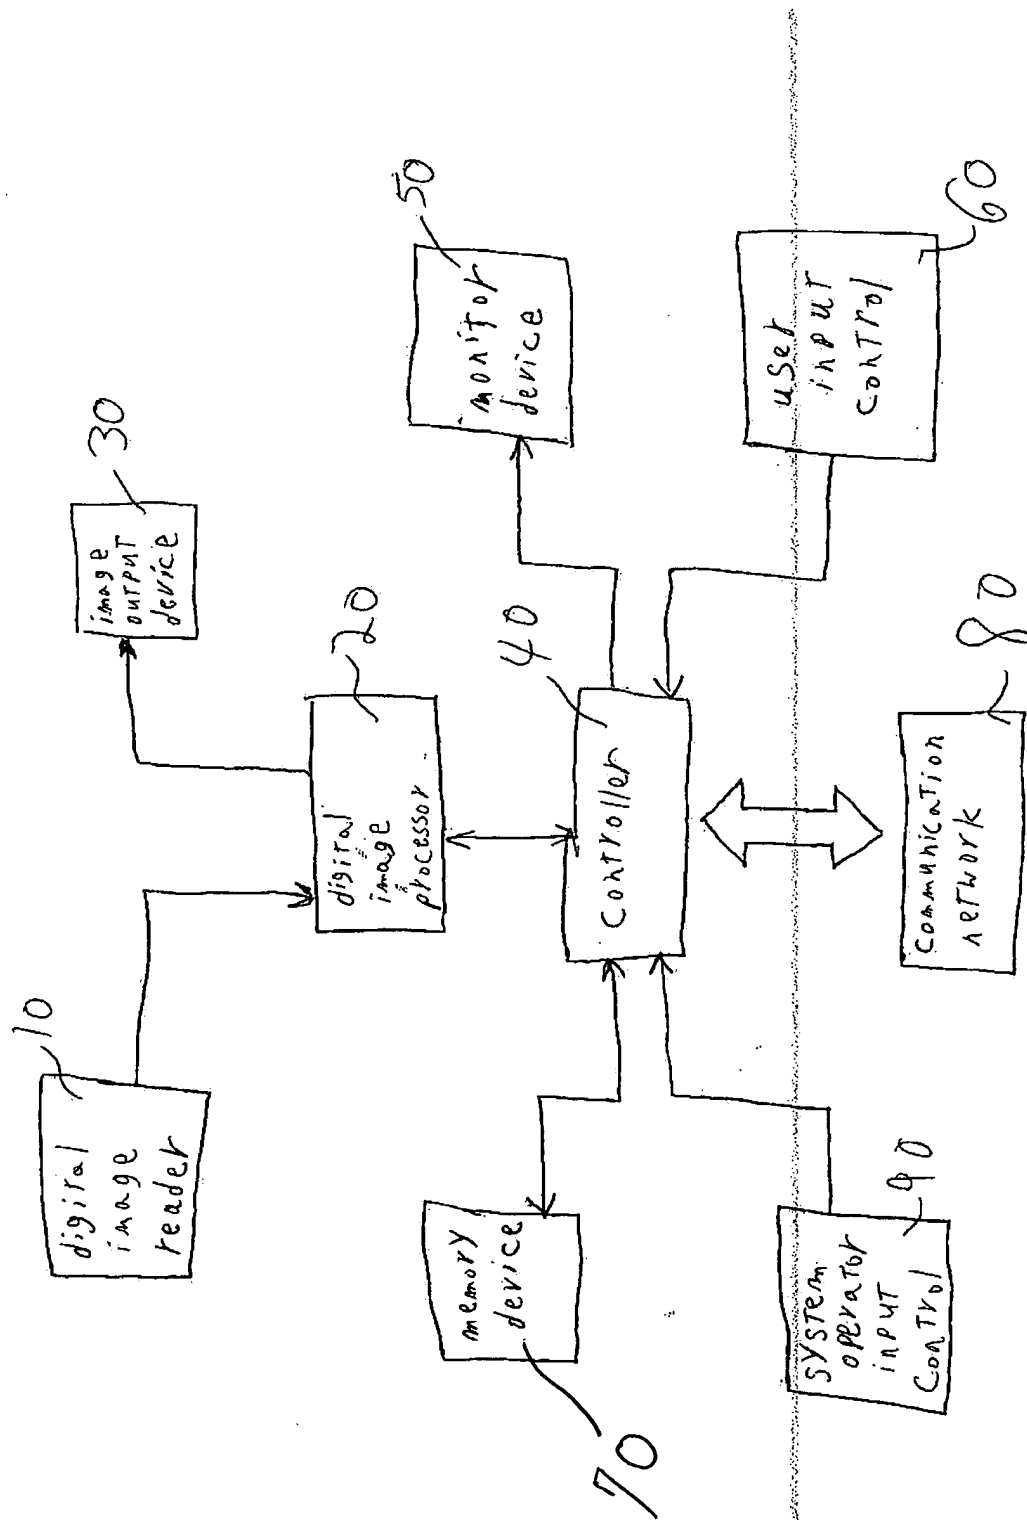 10
digital
image
reader
image
output
device
30
digital
image
processor
20
memory
device
70
controller
40
monitor
device
50
system
operator
input
control
90
communication
network
80
user
input
control
60